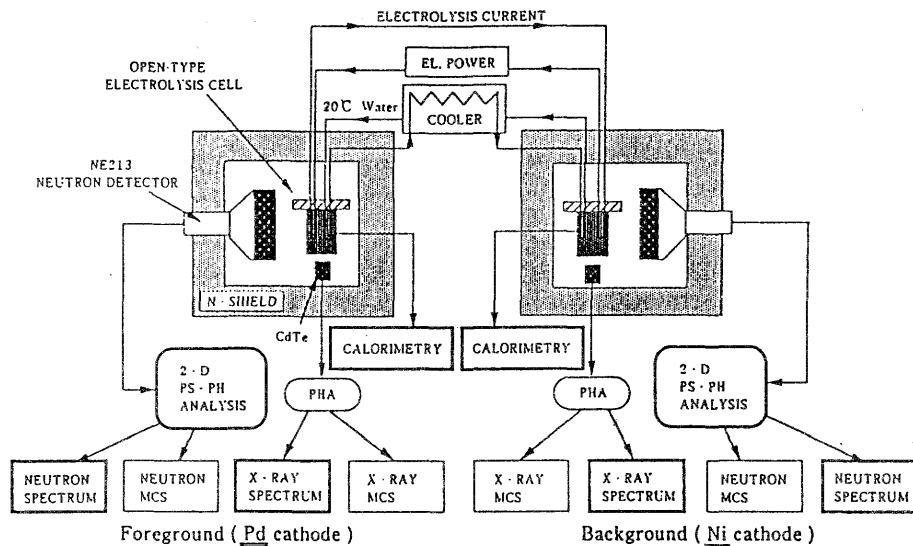 ELECTROLYSIS CURRENT
OPEN·TYPE
ELECTROLYSIS CELL
EL. POWER
20℃ Water
COOLER
NE213
NEUTRON DETECTOR
N · SHIELD
CdTe
CALORIMETRY
CALORIMETRY
2 · D
PS · PH
ANALYSIS
PHA
PHA
2 · D
PS · PH
ANALYSIS
NEUTRON
SPECTRUM
NEUTRON
MCS
X · RAY
SPECTRUM
X · RAY
MCS
X · RAY
MCS
X · RAY
SPECTRUM
NEUTRON
MCS
NEUTRON
SPECTRUM
Foreground ( Pd cathode )
Background ( Ni cathode )